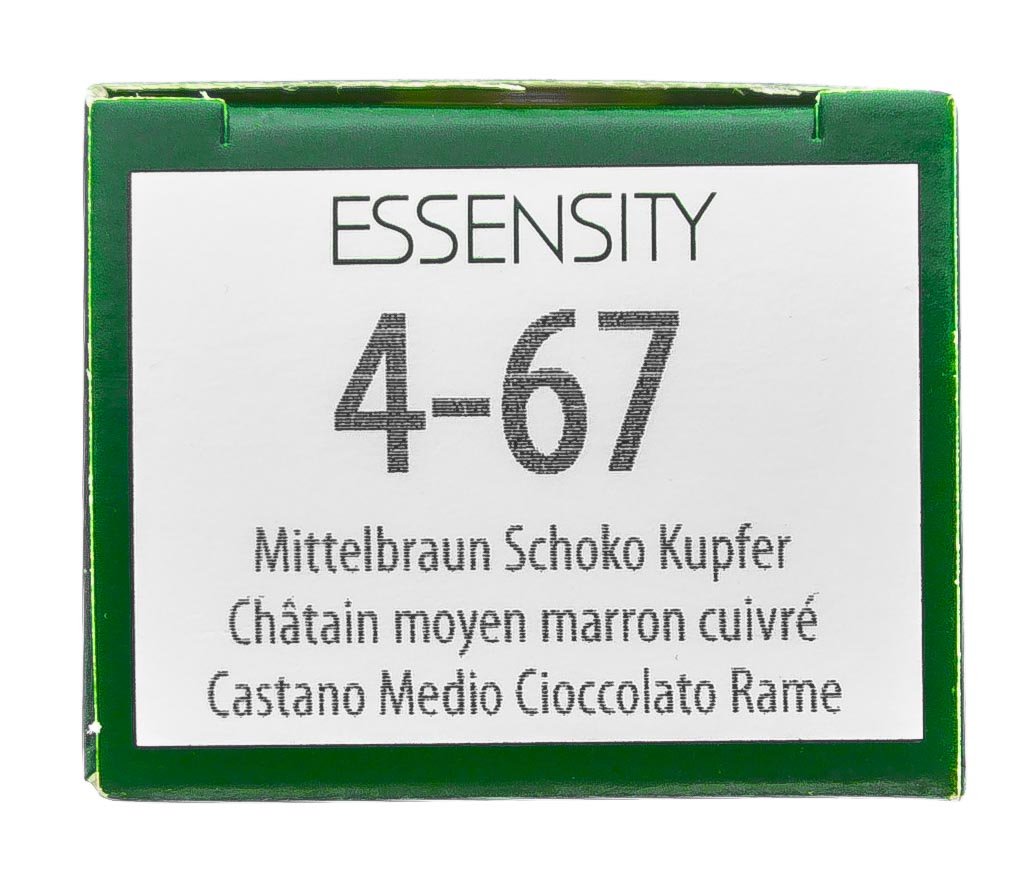 ESSENSITY
4-67
Mittelbraun Schoko Kupfer
Châtain moyen marron cuivré
Castano Medio Cioccolato Rame